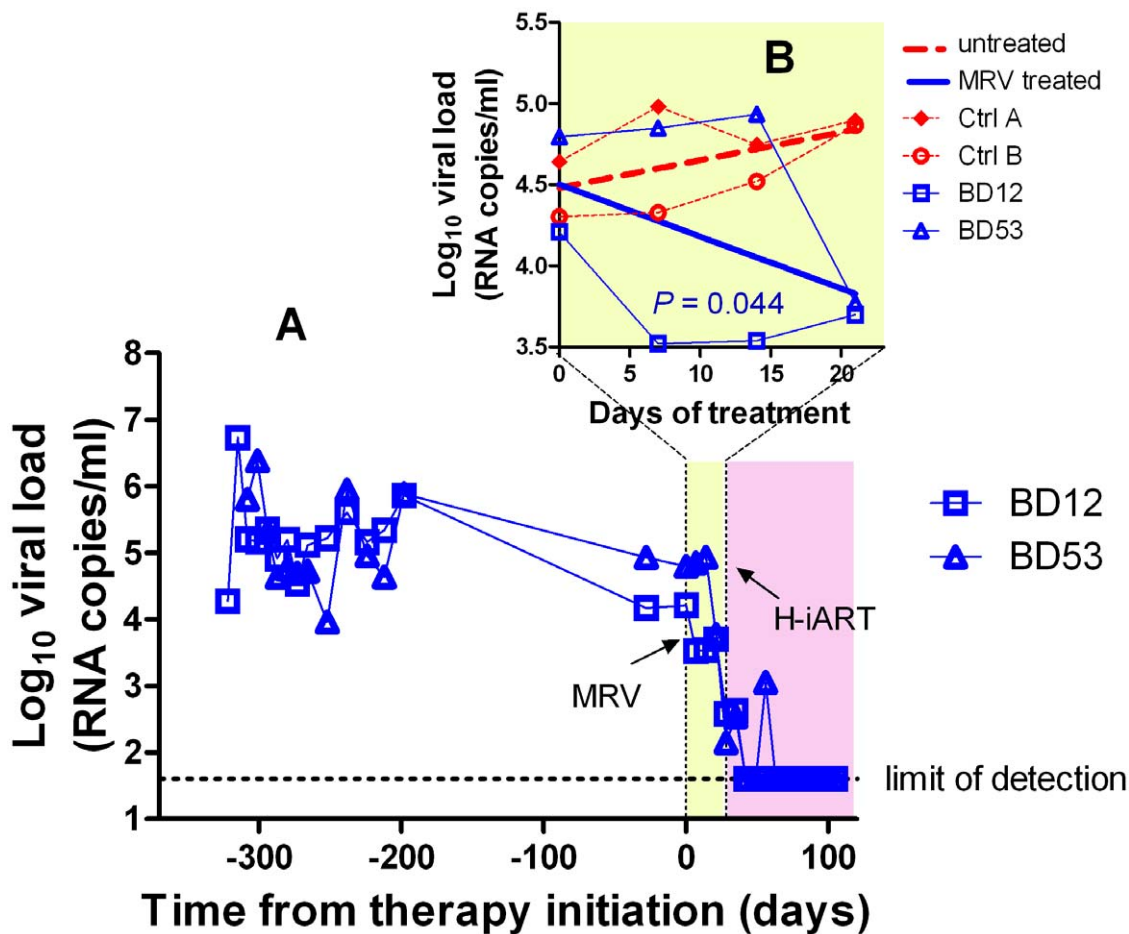 B
Log10 viral load
(RNA copies/ml)
5.5
5.0
4.5
4.0
3.5
0
5
10
15
20
Days of treatment
P = 0.044
untreated
MRV treated
Ctrl A
Ctrl B
BD12
BD53
A
Log10 viral load
(RNA copies/ml)
8
7
6
5
4
3
2
1
-300
-200
-100
0
100
Time from therapy initiation (days)
MRV
H-iART
limit of detection
BD12
BD53